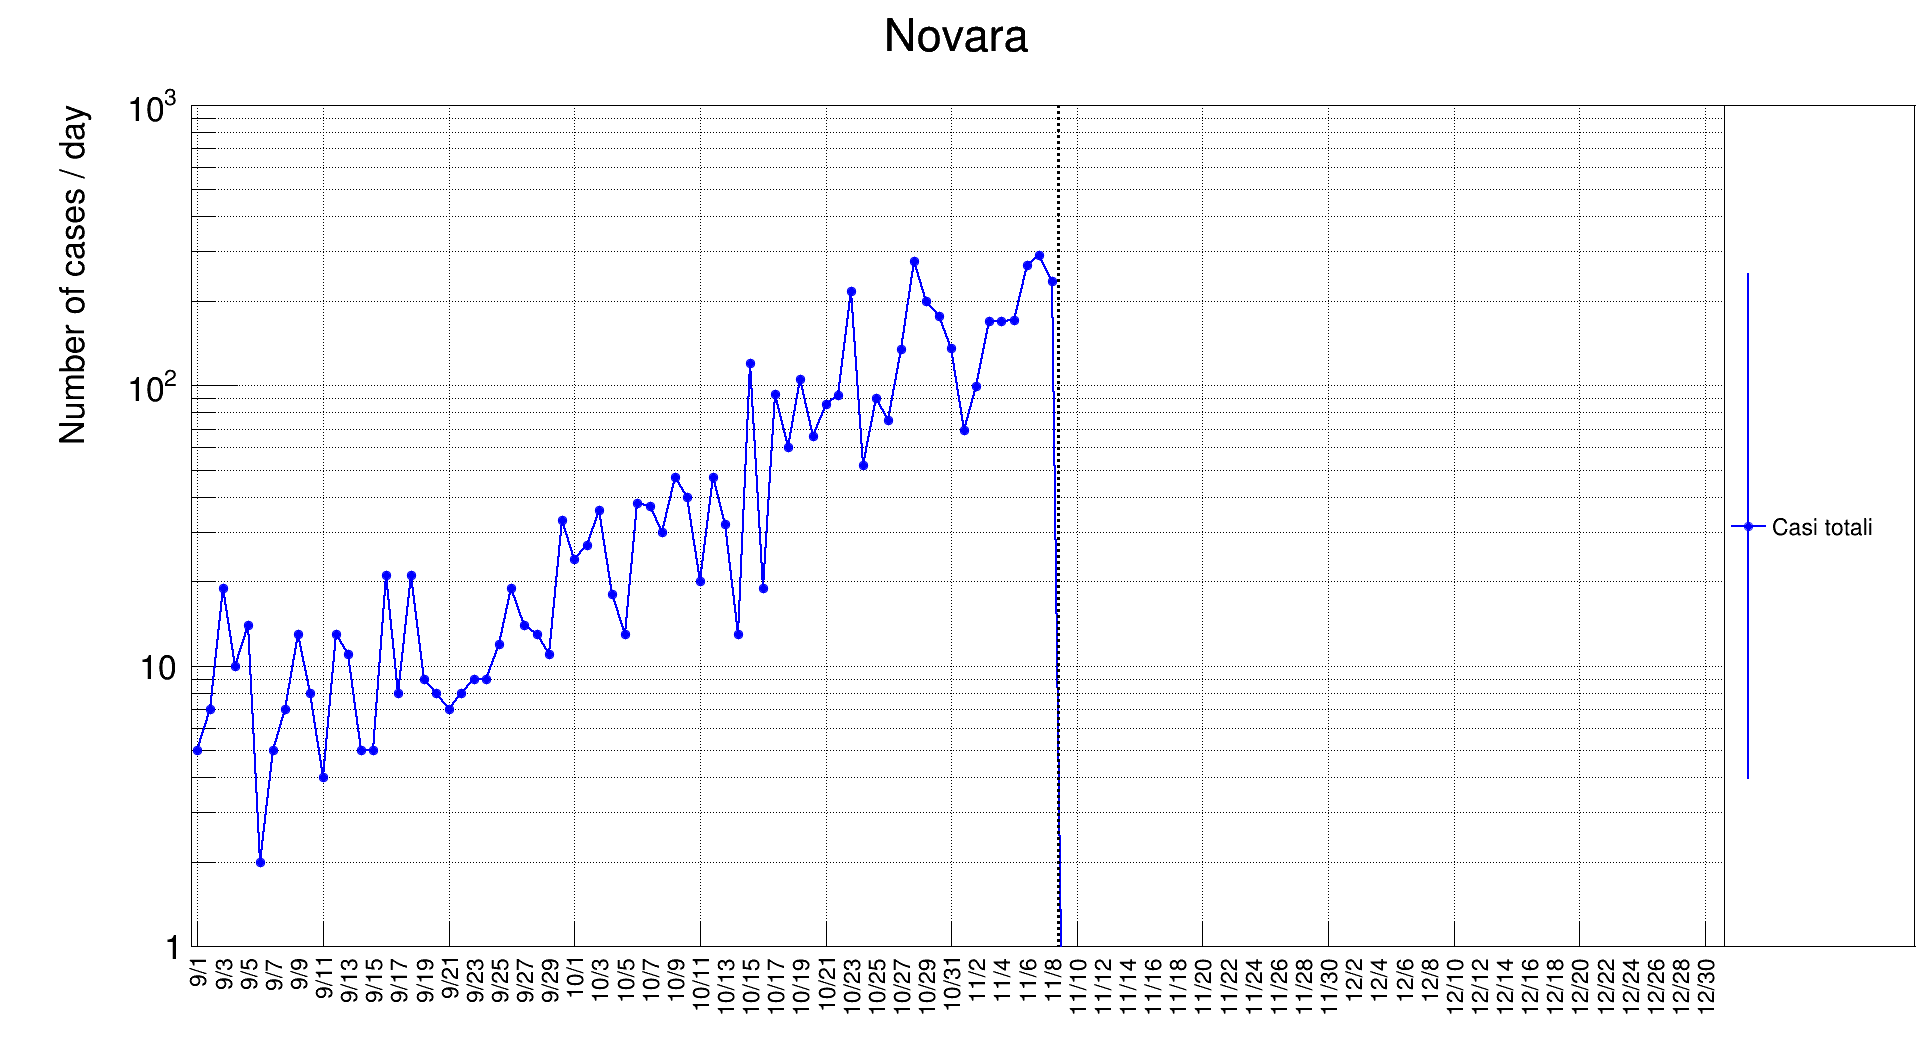 Novara
Number of cases / day
10³
10²
10
1
9/1 9/3 9/5 9/7 9/9 9/11 9/13 9/15 9/17 9/19 9/21 9/23 9/25 9/27 9/29 10/1 10/3 10/5 10/7 10/9 10/11 10/13 10/15 10/17 10/19 10/21 10/23 10/25 10/27 10/29 10/31 11/2 11/4 11/6 11/8 11/10 11/12 11/14 11/16 11/18 11/20 11/22 11/24 11/26 11/28 11/30 12/2 12/4 12/6 12/8 12/10 12/12 12/14 12/16 12/18 12/20 12/22 12/24 12/26 12/28 12/30
Casi totali